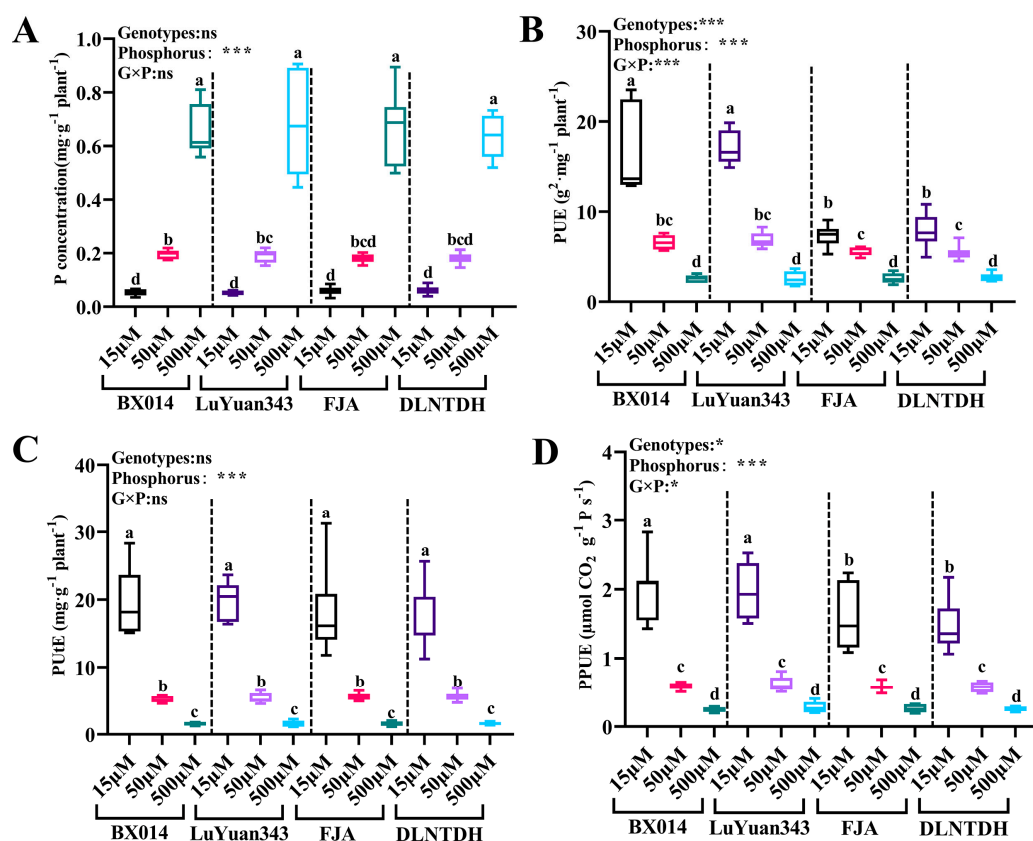 A
Genotypes:ns
Phosphorus: ***
G×P:ns
P concentration(mg·g⁻¹ plant⁻¹)
1.0
0.8
0.6
0.4
0.2
0.0
d b a d bc a d bcd a d bcd a
15μM 50μM 500μM 15μM 50μM 500μM 15μM 50μM 500μM 15μM 50μM 500μM
BX014 LuYuan343 FJA DLNTDH
B
Genotypes:***
Phosphorus: ***
G×P:***
PUE (g²·mg⁻¹ plant⁻¹)
30
20
10
0
a bc d a bc d b c d b c d
15μM 50μM 500μM 15μM 50μM 500μM 15μM 50μM 500μM 15μM 50μM 500μM
BX014 LuYuan343 FJA DLNTDH
C
Genotypes:ns
Phosphorus: ***
G×P:ns
PUtE (mg·g⁻¹ plant⁻¹)
40
30
20
10
0
a b c a b c a b c a b c
15μM 50μM 500μM 15μM 50μM 500μM 15μM 50μM 500μM 15μM 50μM 500μM
BX014 LuYuan343 FJA DLNTDH
D
Genotypes:*
Phosphorus: ***
G×P:*
PPUE (μmol CO₂ g⁻¹ P s⁻¹)
4
3
2
1
0
a c d a c d b c d b c d
15μM 50μM 500μM 15μM 50μM 500μM 15μM 50μM 500μM 15μM 50μM 500μM
BX014 LuYuan343 FJA DLNTDH